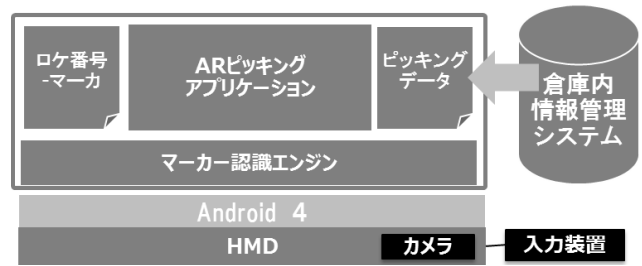 ロケ番号
-マーカ
ARピッキング
アプリケーション
ピッキング
データ
倉庫内
情報管理
システム
マーカー認識エンジン
Android 4
HMD
カメラ
入力装置